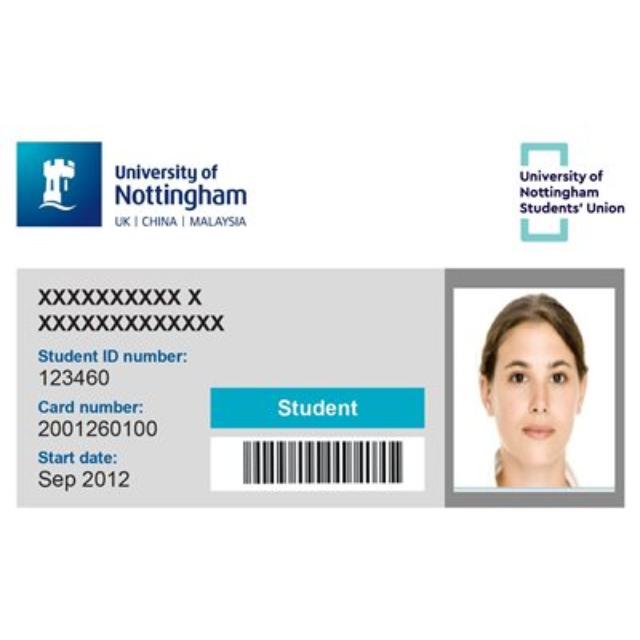 University of
Nottingham
UK | CHINA | MALAYSIA
University of
Nottingham
Students' Union
XXXXXXXXXX X
XXXXXXXXXXXXX
Student ID number:
123460
Card number:
2001260100
Start date:
Sep 2012
Student